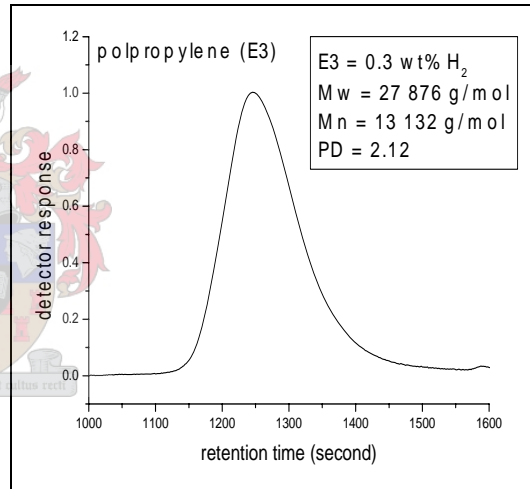 1.2
polpropylene (E3)
E3 = 0.3 wt% H2
Mw = 27 876 g/mol
Mn = 13 132 g/mol
PD = 2.12
1.0
0.8
0.6
0.4
0.2
0.0
detector response
1000 1100 1200 1300 1400 1500 1600
retention time (second)
cultus recti